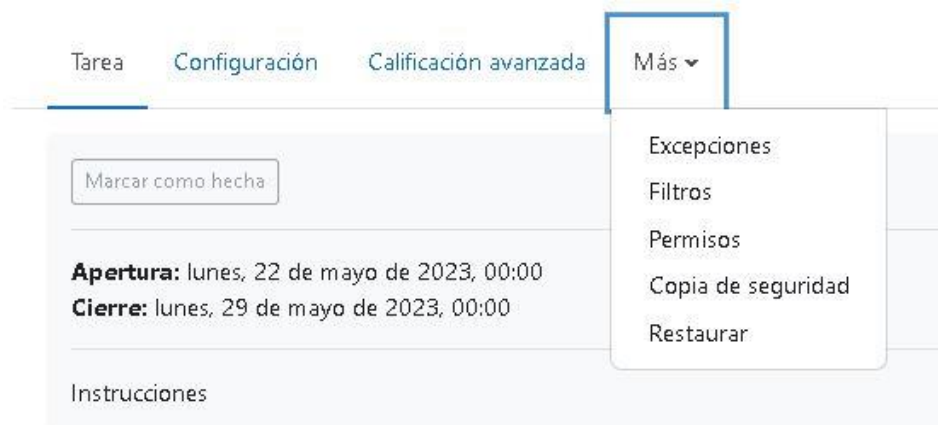 Tarea Configuración Calificación avanzada Más
Excepciones
Filtros
Permisos
Copia de seguridad
Restaurar
Marcar como hecha
Apertura: lunes, 22 de mayo de 2023, 00:00
Cierre: lunes, 29 de mayo de 2023, 00:00
Instrucciones